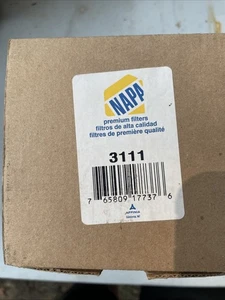 NAPA
premium filters
filtros de alta calidad
filtres de première qualité
3111
7 65809 17737 6